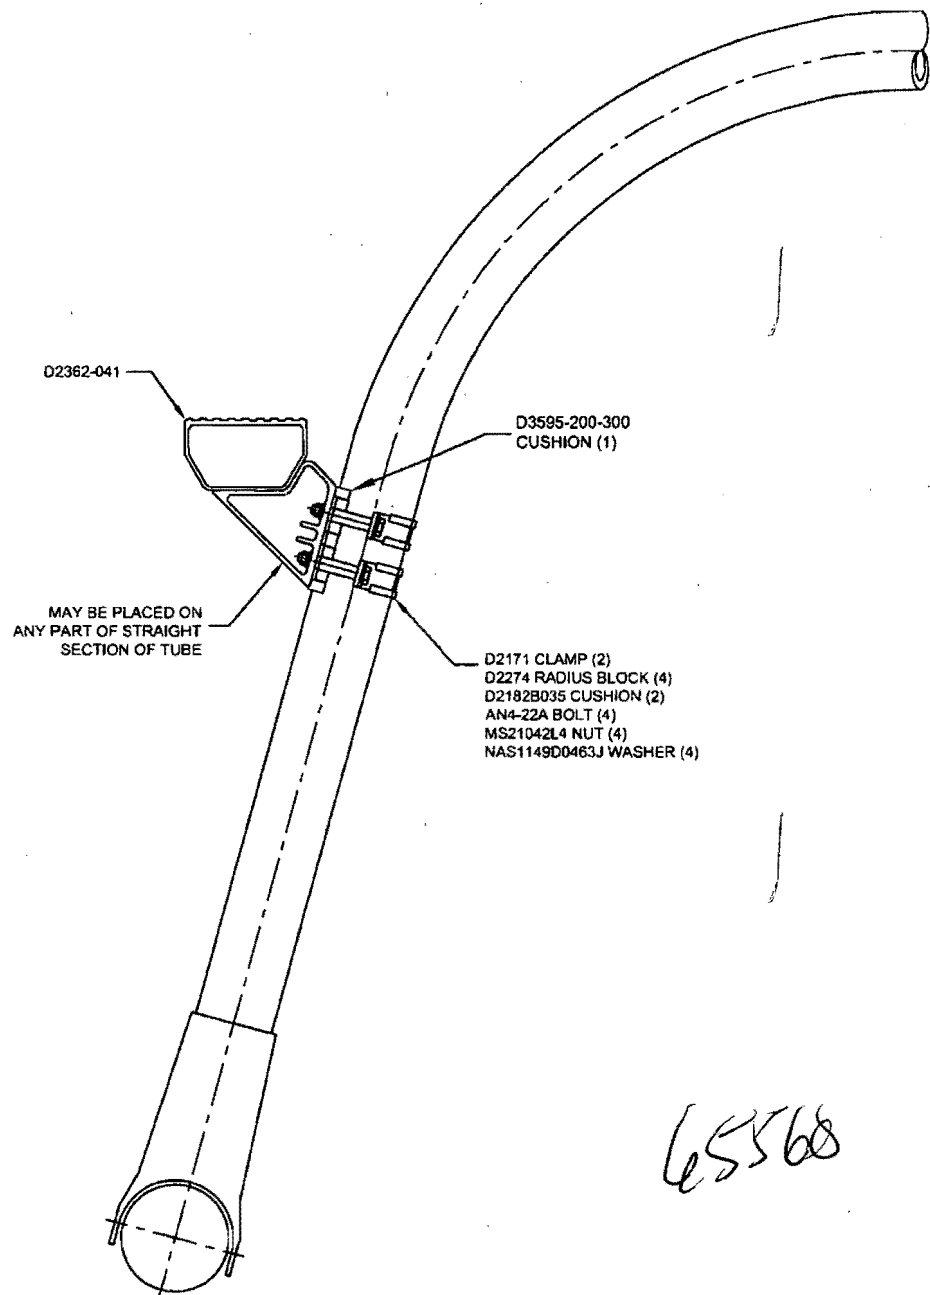 D2362-041
D3595-200-300
CUSHION (1)
MAY BE PLACED ON
ANY PART OF STRAIGHT
SECTION OF TUBE
D2171 CLAMP (2)
D2274 RADIUS BLOCK (4)
D2182B035 CUSHION (2)
AN4-22A BOLT (4)
MS21042L4 NUT (4)
NAS1149D0463J WASHER (4)
65568